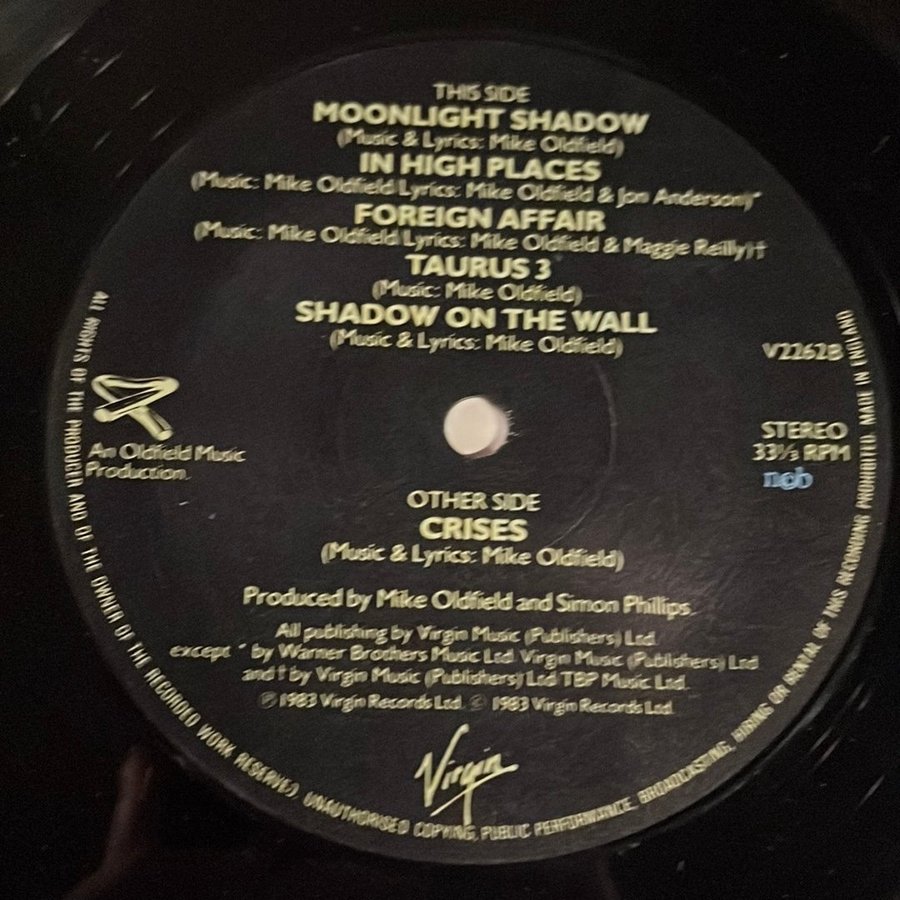 THIS SIDE
MOONLIGHT SHADOW
(Music & Lyrics: Mike Oldfield)
IN HIGH PLACES
(Music: Mike Oldfield Lyrics: Mike Oldfield & Jon Anderson)*
FOREIGN AFFAIR
(Music: Mike Oldfield Lyrics: Mike Oldfield & Maggie Reilly)†
TAURUS 3
(Music: Mike Oldfield)
SHADOW ON THE WALL
(Music & Lyrics: Mike Oldfield)
V2262B
An Oldfield Music
Production.
STEREO
33⅓ RPM
ncb
OTHER SIDE
CRISES
(Music & Lyrics: Mike Oldfield)
Produced by Mike Oldfield and Simon Phillips.
All publishing by Virgin Music (Publishers) Ltd.
except * by Warner Brothers Music Ltd Virgin Music (Publishers) Ltd
and † by Virgin Music (Publishers) Ltd TBP Music Ltd.
℗ 1983 Virgin Records Ltd. © 1983 Virgin Records Ltd.
Virgin
ALL RIGHTS OF THE PRODUCER AND OF THE OWNER OF THE RECORDED WORK RESERVED. UNAUTHORISED COPYING, PUBLIC PERFORMANCE, BROADCASTING, HIRING OR RENTAL OF THIS RECORDING PROHIBITED. MADE IN ENGLAND